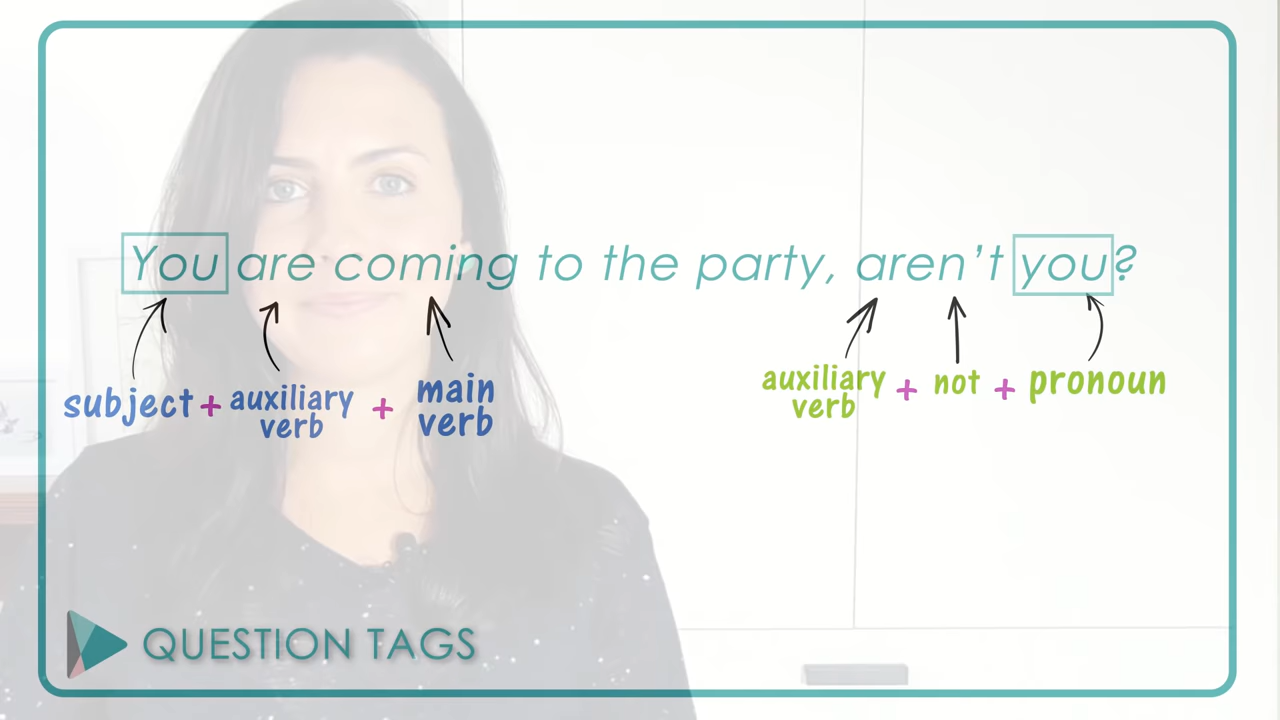 You are coming to the party, aren't you?
subject + auxiliary verb + main verb
auxiliary verb + not + pronoun
QUESTION TAGS